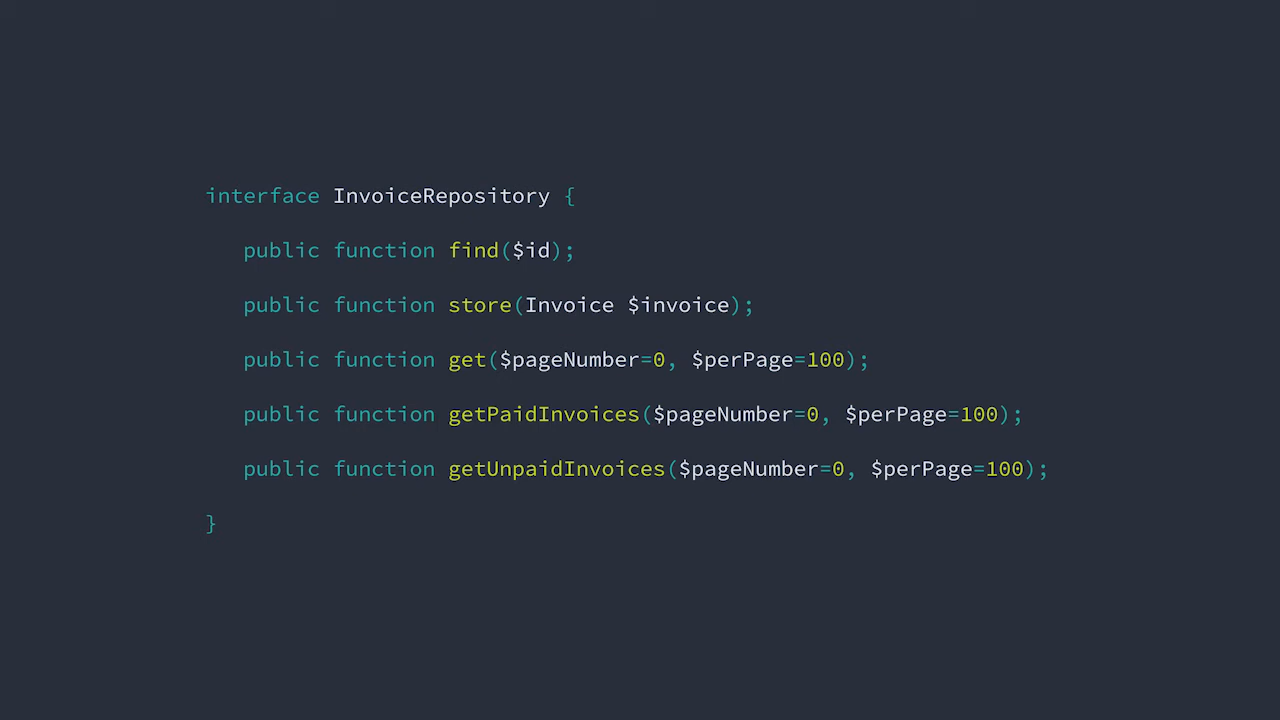 interface InvoiceRepository {
public function find($id);
public function store(Invoice $invoice);
public function get($pageNumber=0, $perPage=100);
public function getPaidInvoices($pageNumber=0, $perPage=100);
public function getUnpaidInvoices($pageNumber=0, $perPage=100);
}